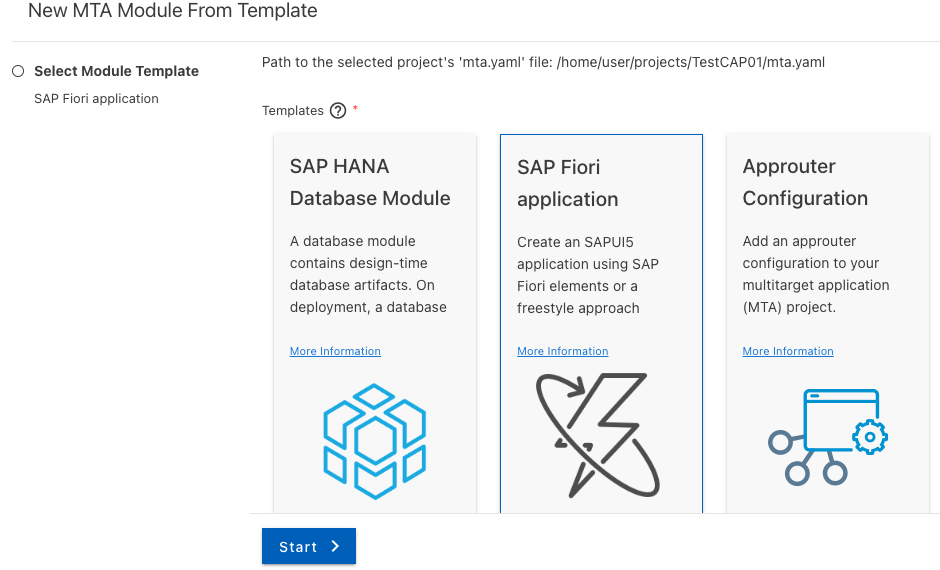 New MTA Module From Template
Select Module Template
SAP Fiori application
Path to the selected project's 'mta.yaml' file: /home/user/projects/TestCAP01/mta.yaml
Templates ? *
SAP HANA
Database Module
A database module
contains design-time
database artifacts. On
deployment, a database
More Information
SAP Fiori
application
Create an SAPUI5
application using SAP
Fiori elements or a
freestyle approach
More Information
Approuter
Configuration
Add an approuter
configuration to your
multitarget application
(MTA) project.
More Information
Start